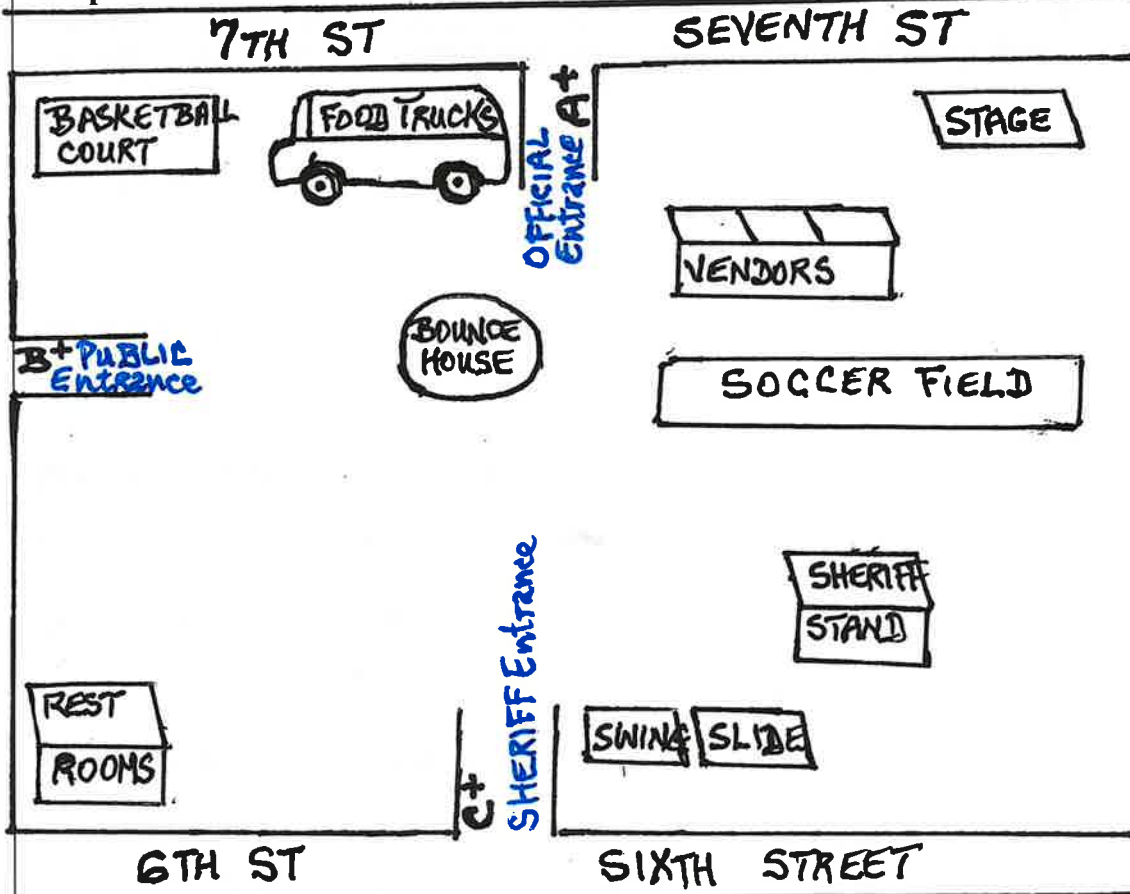 7TH ST
SEVENTH ST
BASKETBALL
COURT
FOOD TRUCKS
A+
OFFICIAL
Entrance
STAGE
VENDORS
B+ PUBLIC
Entrance
BOUNCE
HOUSE
SOCCER FIELD
SHERIFF
STAND
REST
ROOMS
C+
SHERIFF Entrance
SWING
SLIDE
6TH ST
SIXTH STREET